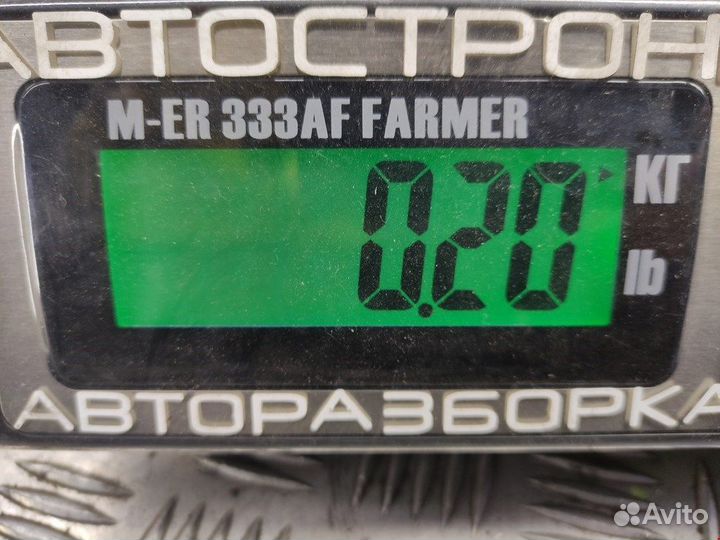 АВТОСТРОН
M-ER 333AF FARMER
0.20
КГ
lb
АВТОРАЗБОРКА
Avito